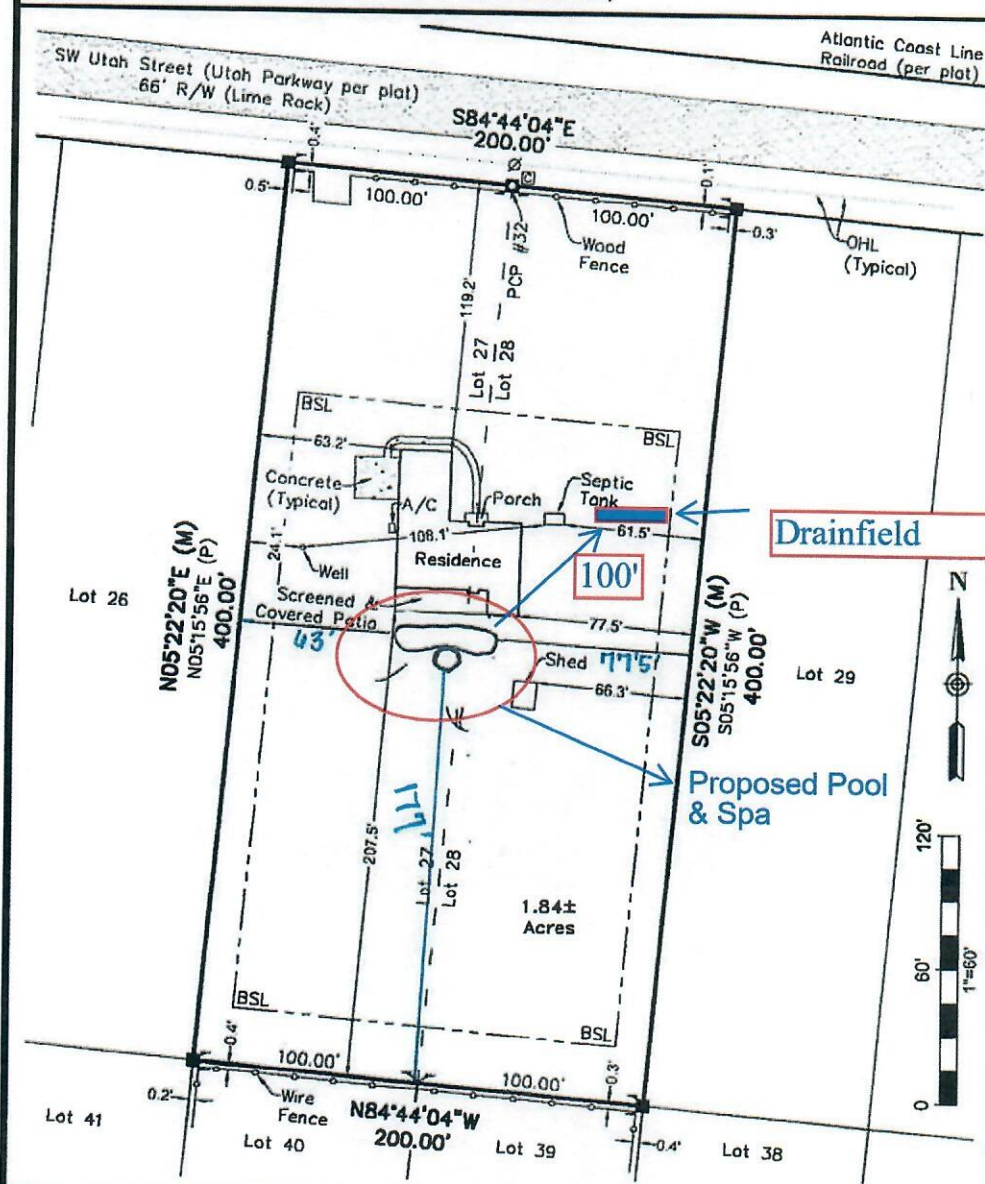 Atlantic Coast Line
Railroad (per plat)
SW Utah Street (Utah Parkway per plat)
66' R/W (Lime Rock)
S84°44'04"E
200.00'
0.4'
0.1'
0.5'
100.00'
100.00'
0.3'
PCP #32
Wood
Fence
OHL
(Typical)
119.2'
Lot 27
Lot 28
BSL
BSL
63.2'
Concrete
(Typical)
A/C
Porch
Septic
Tank
61.5'
Drainfield
108.1'
Residence
100'
24.1'
Well
Screened &
Covered Patio
N
Lot 26
N05°22'20"E (M)
N05°15'56"E (P)
400.00'
43'
77.5'
Shed
77'5'
66.3'
S05°22'20"W (M)
S05°15'56"W (P)
400.00'
Lot 29
Proposed Pool
& Spa
177'
207.5'
Lot 27
Lot 28
1.84±
Acres
120'
60'
0
1"=60'
BSL
BSL
0.4'
100.00'
100.00'
0.3'
0.2'
Wire
Fence
N84°44'04"W
200.00'
0.4'
Lot 41
Lot 40
Lot 39
Lot 38